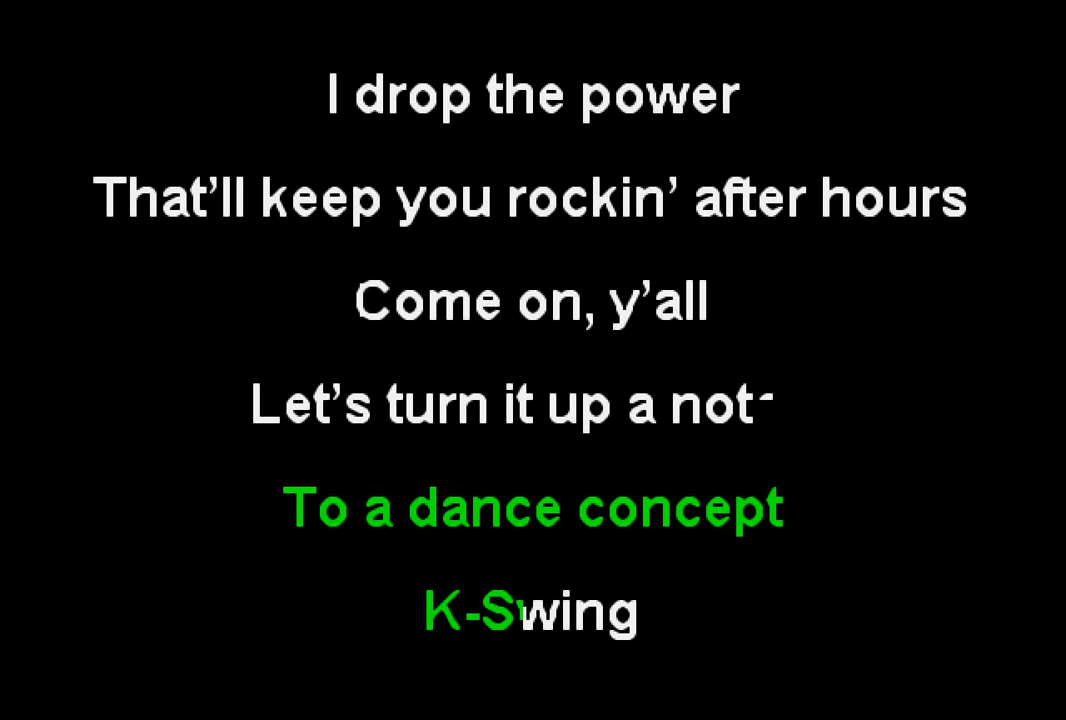 I drop the power
That’ll keep you rockin’ after hours
Come on, y’all
Let’s turn it up a
To a dance concept
K-Swing